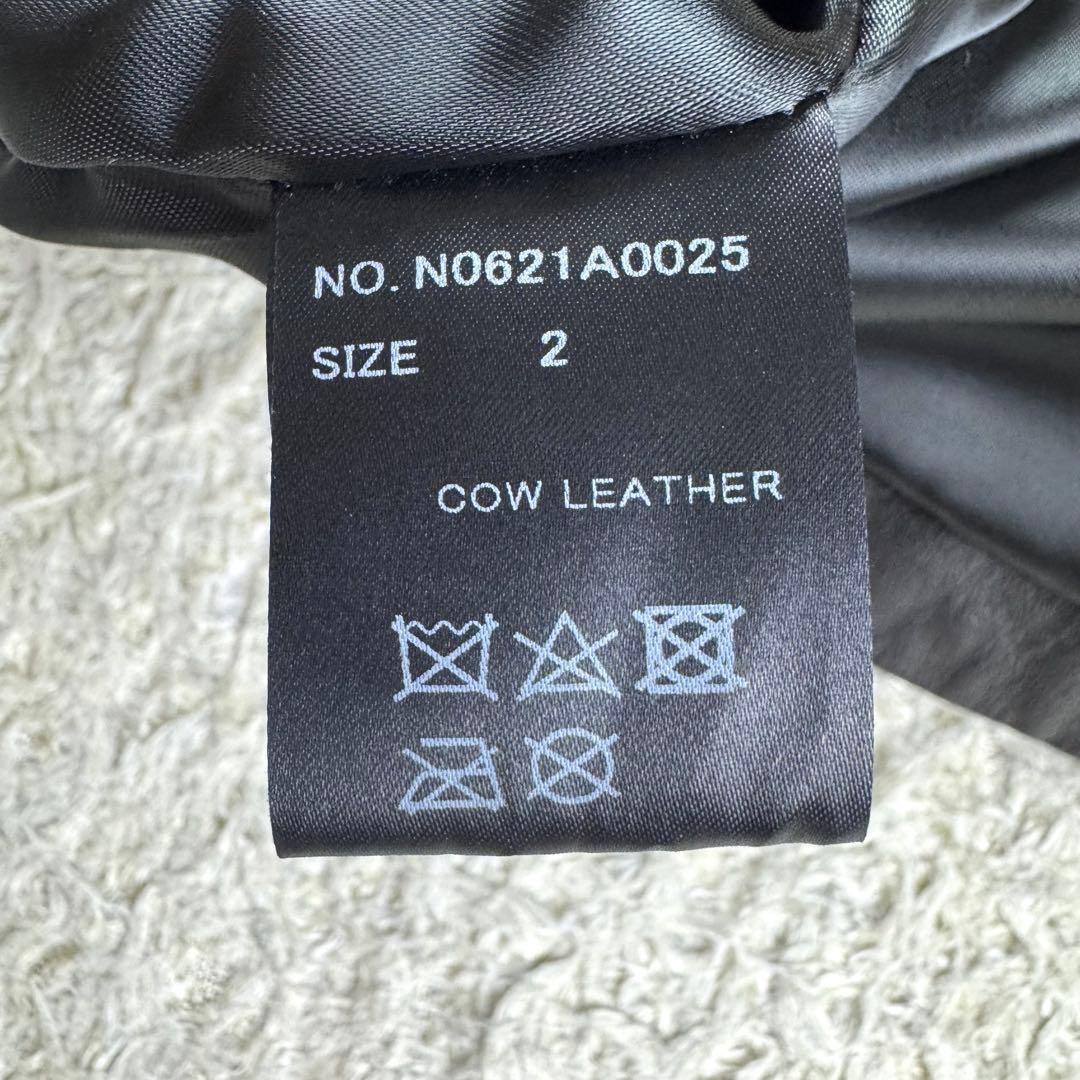 NO. N0621A0025
SIZE 2
COW LEATHER